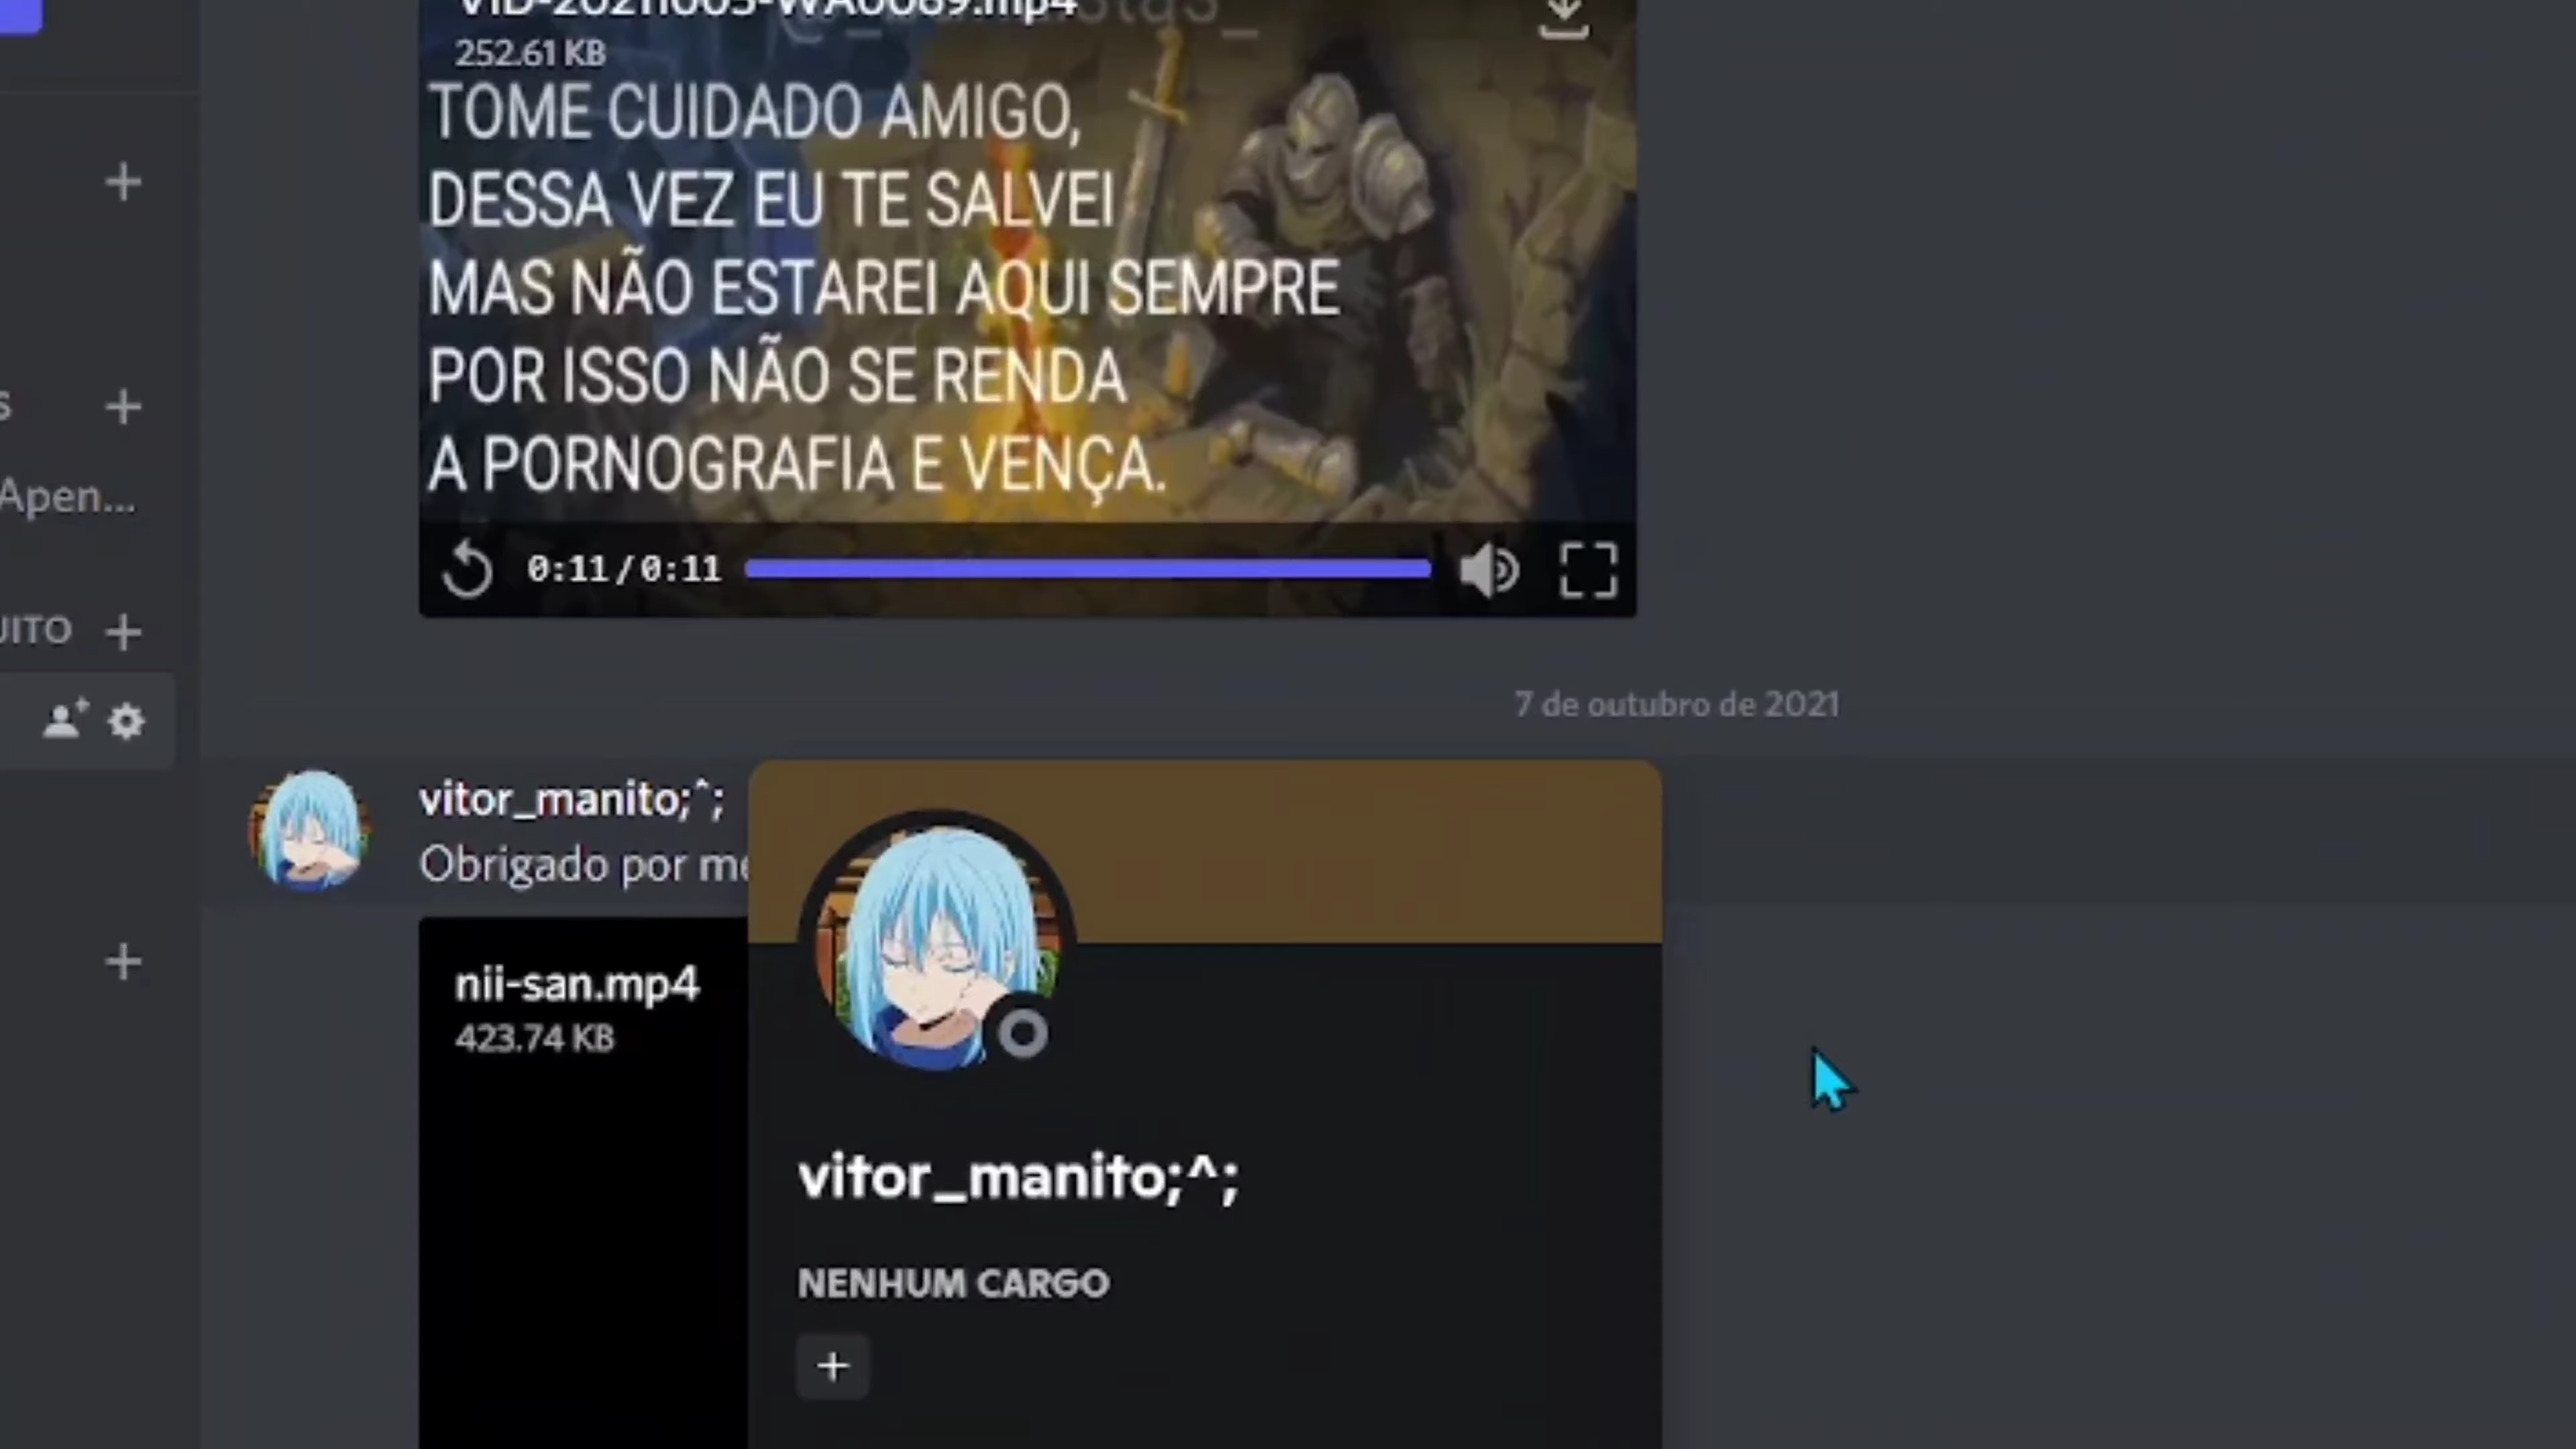 252.61 KB
TOME CUIDADO AMIGO,
DESSA VEZ EU TE SALVEI
MAS NÃO ESTAREI AQUI SEMPRE
POR ISSO NÃO SE RENDA
A PORNOGRAFIA E VENÇA.
0:11/0:11
Apen...
7 de outubro de 2021
vitor_manito;^;
Obrigado por
nii-san.mp4
423.74 KB
vitor_manito;^;
NENHUM CARGO